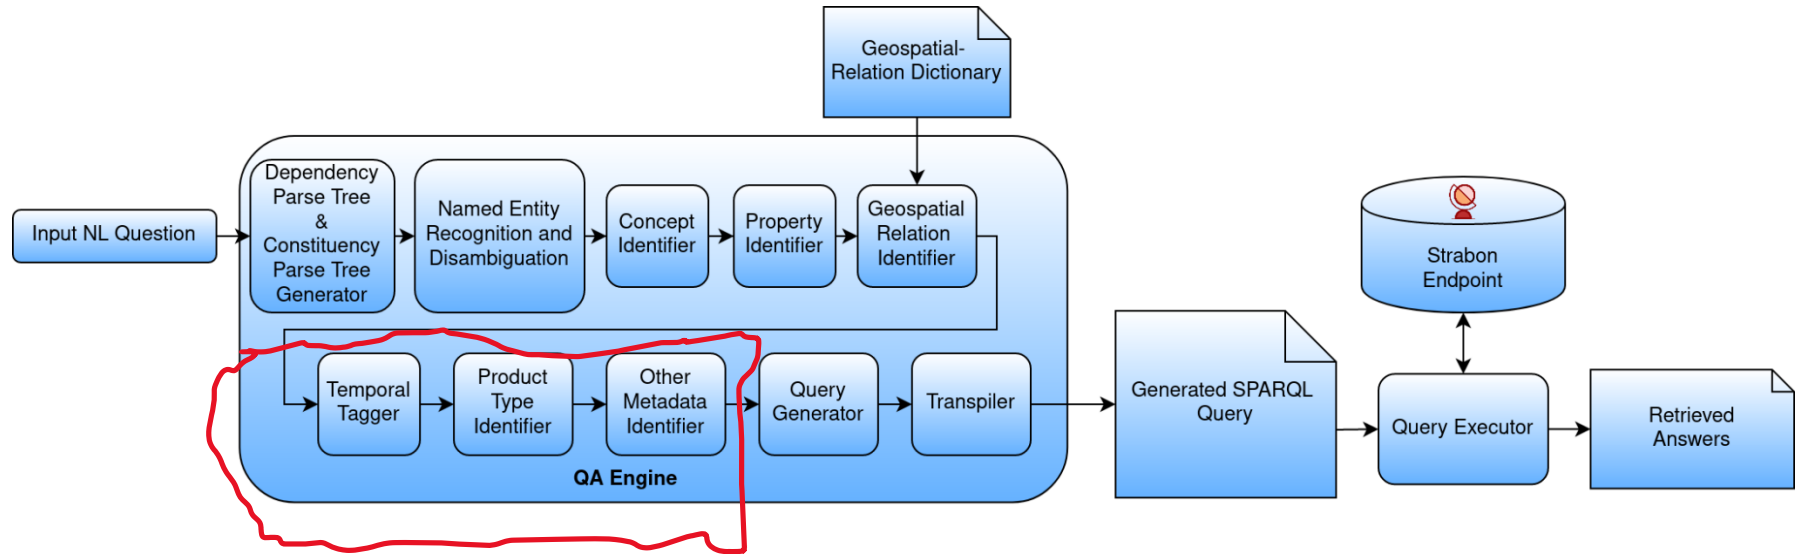 Geospatial-
Relation Dictionary
Input NL Question
Dependency
Parse Tree
&
Constituency
Parse Tree
Generator
Named Entity
Recognition and
Disambiguation
Concept
Identifier
Property
Identifier
Geospatial
Relation
Identifier
Temporal
Tagger
Product
Type
Identifier
Other
Metadata
Identifier
Query
Generator
Transpiler
QA Engine
Generated SPARQL
Query
Strabon
Endpoint
Query Executor
Retrieved
Answers